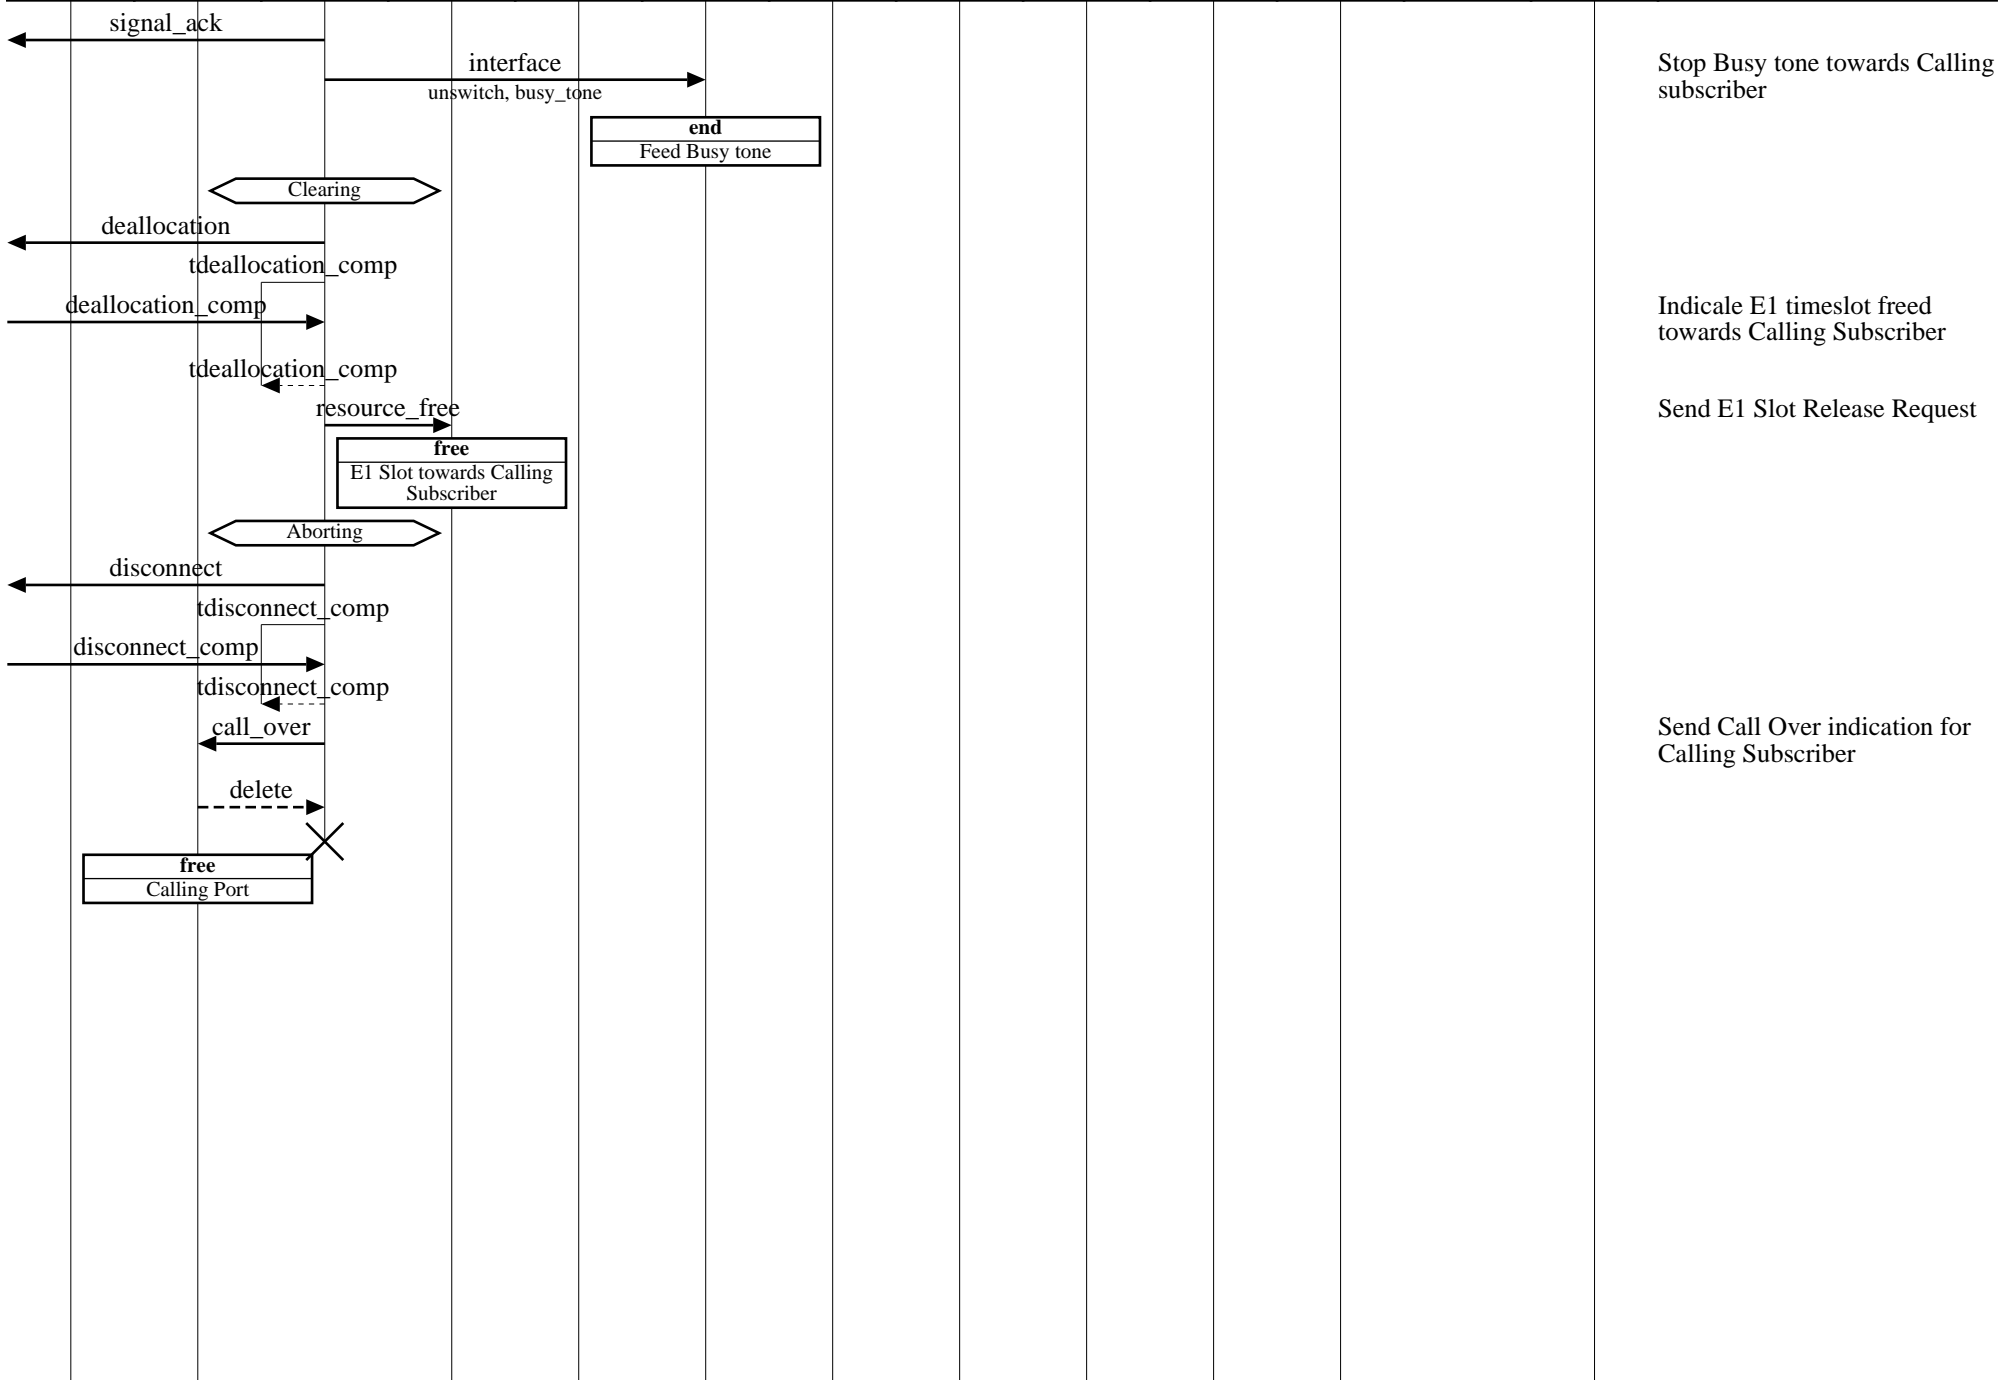 signal_ack
interface
unswitch, busy_tone
Stop Busy tone towards Calling
subscriber
end
Feed Busy tone
Clearing
deallocation
tdeallocation_comp
deallocation_comp
Indicale E1 timeslot freed
towards Calling Subscriber
tdeallocation_comp
resource_free
Send E1 Slot Release Request
free
E1 Slot towards Calling
Subscriber
Aborting
disconnect
tdisconnect_comp
disconnect_comp
tdisconnect_comp
call_over
Send Call Over indication for
Calling Subscriber
delete
free
Calling Port